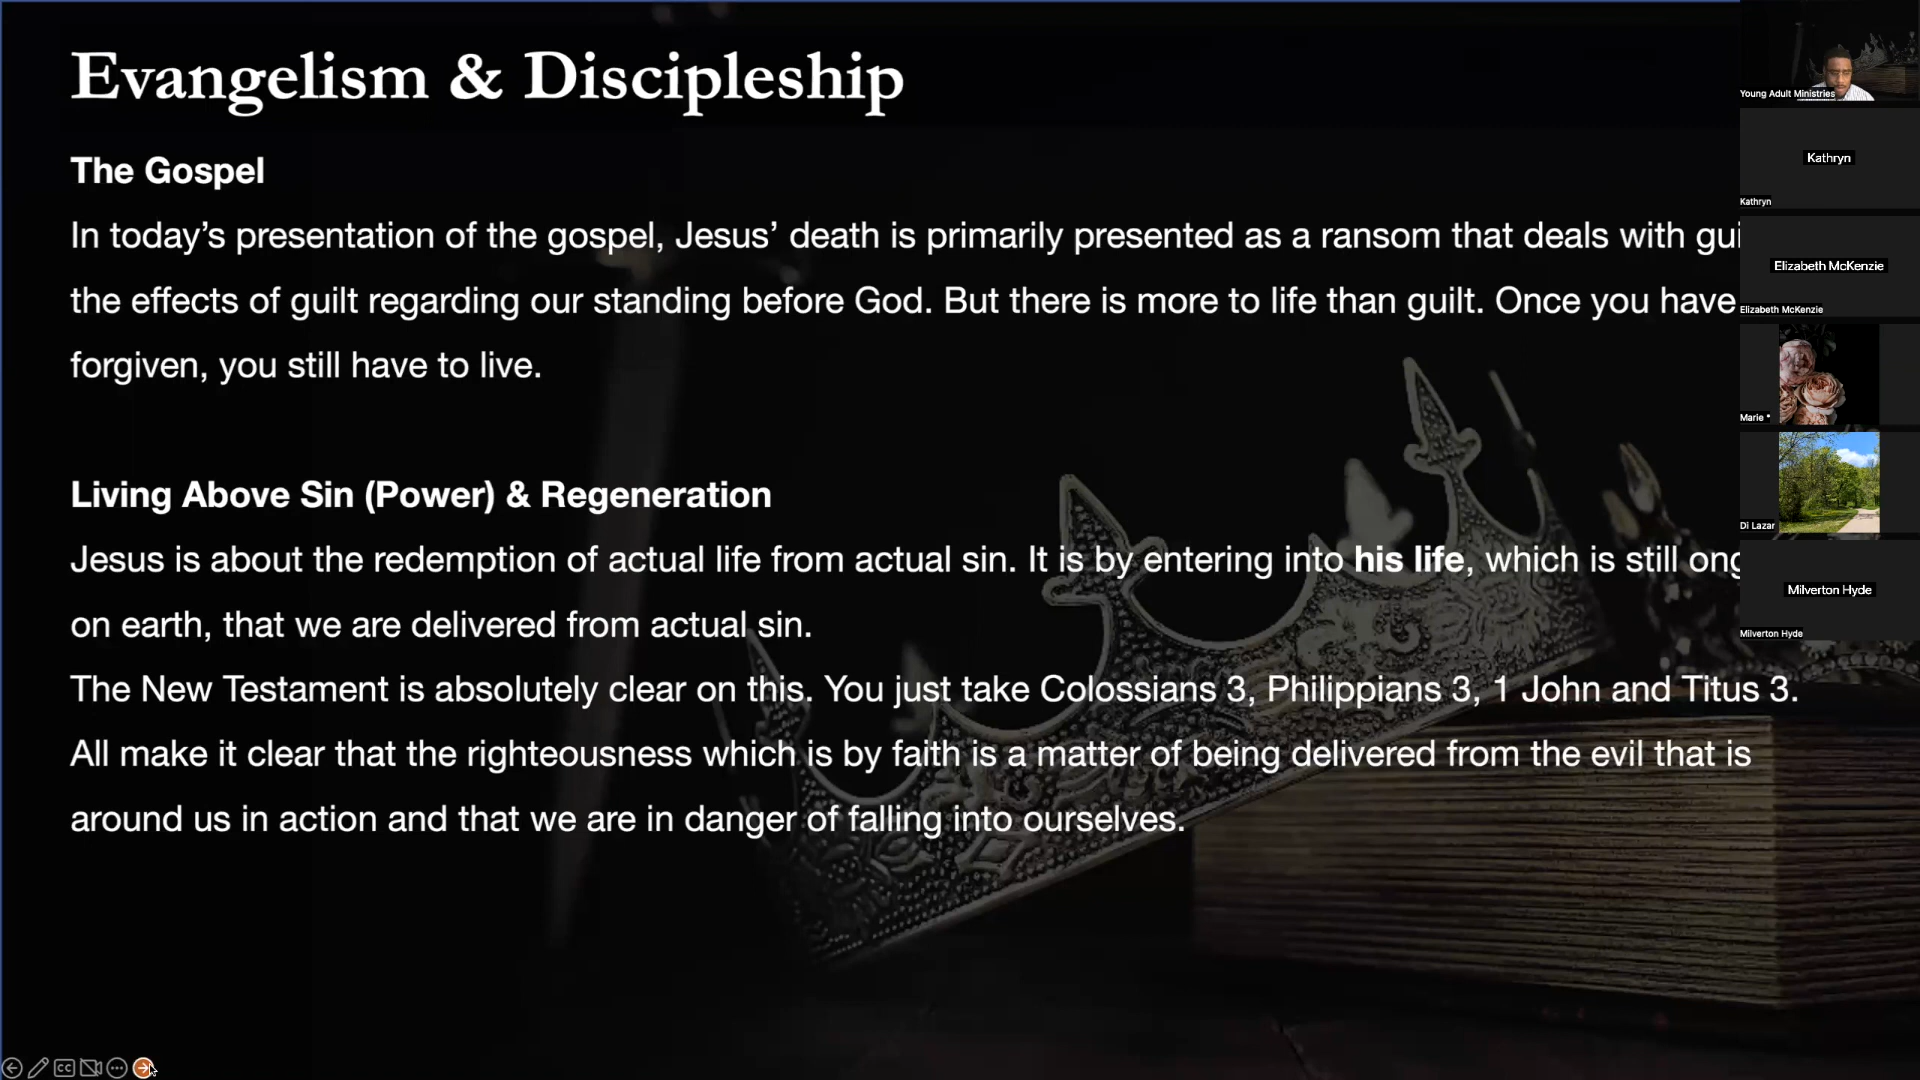 Evangelism & Discipleship
The Gospel
In today’s presentation of the gospel, Jesus’ death is primarily presented as a ransom that deals with
the effects of guilt regarding our standing before God. But there is more to life than guilt. Once you have
forgiven, you still have to live.
Living Above Sin (Power) & Regeneration
Jesus is about the redemption of actual life from actual sin. It is by entering into his life, which is still
on earth, that we are delivered from actual sin.
The New Testament is absolutely clear on this. You just take Colossians 3, Philippians 3, 1 John and Titus 3.
All make it clear that the righteousness which is by faith is a matter of being delivered from the evil that is
around us in action and that we are in danger of falling into ourselves.
Young Adult Ministries
Kathryn
Kathryn
Elizabeth McKenzie
Elizabeth McKenzie
Marie *
Di Lazar
Milverton Hyde
Milverton Hyde
CC